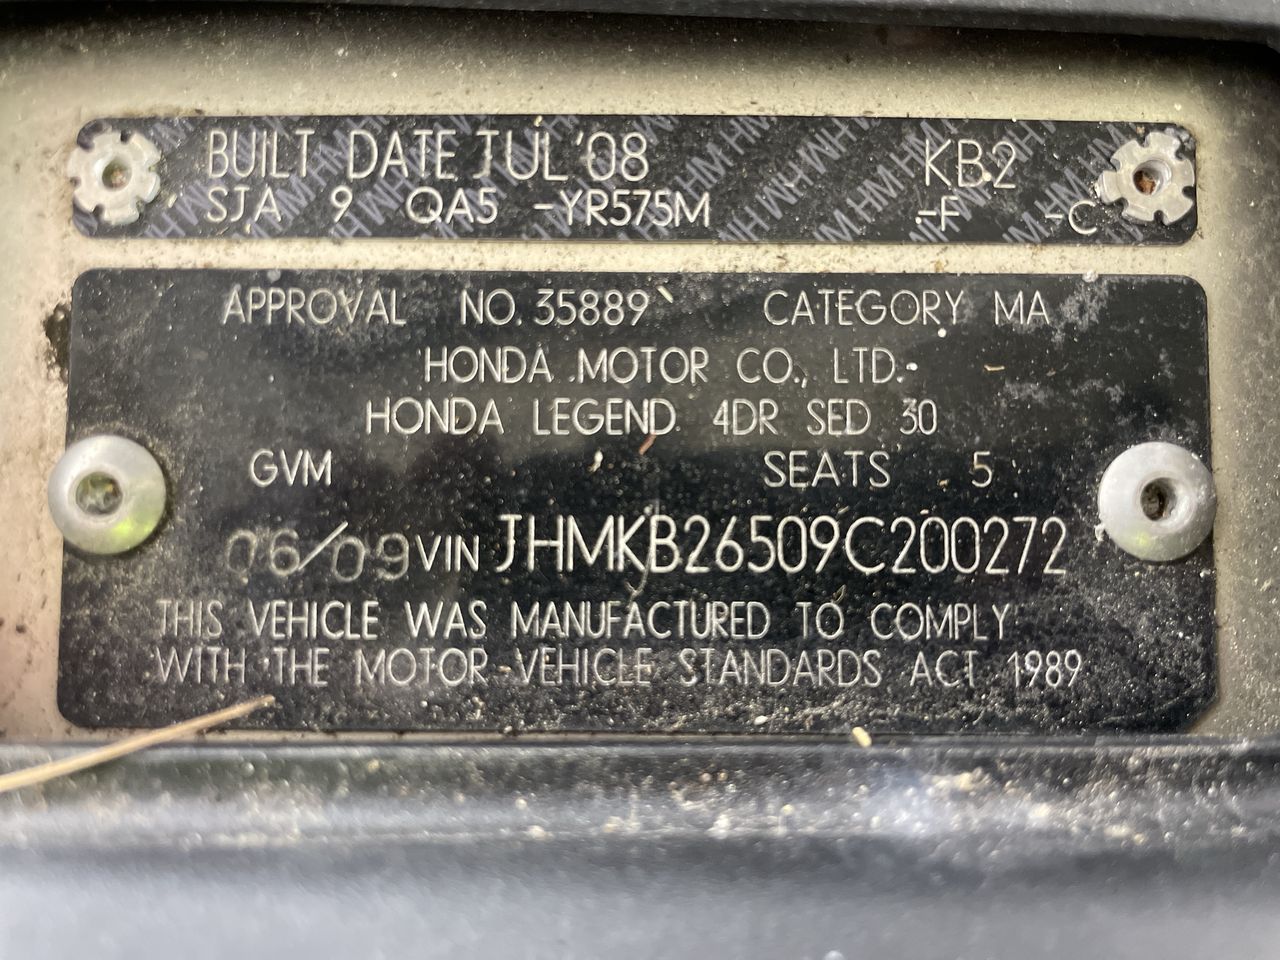 BUILT DATE JUL '08 KB2
SJA 9 QA5 -YR575M -F -C
APPROVAL NO. 35889 CATEGORY MA
HONDA MOTOR CO., LTD.
HONDA LEGEND 4DR SED 30
GVM SEATS 5
06/09 VIN JHMKB26509C200272
THIS VEHICLE WAS MANUFACTURED TO COMPLY
WITH THE MOTOR VEHICLE STANDARDS ACT 1989